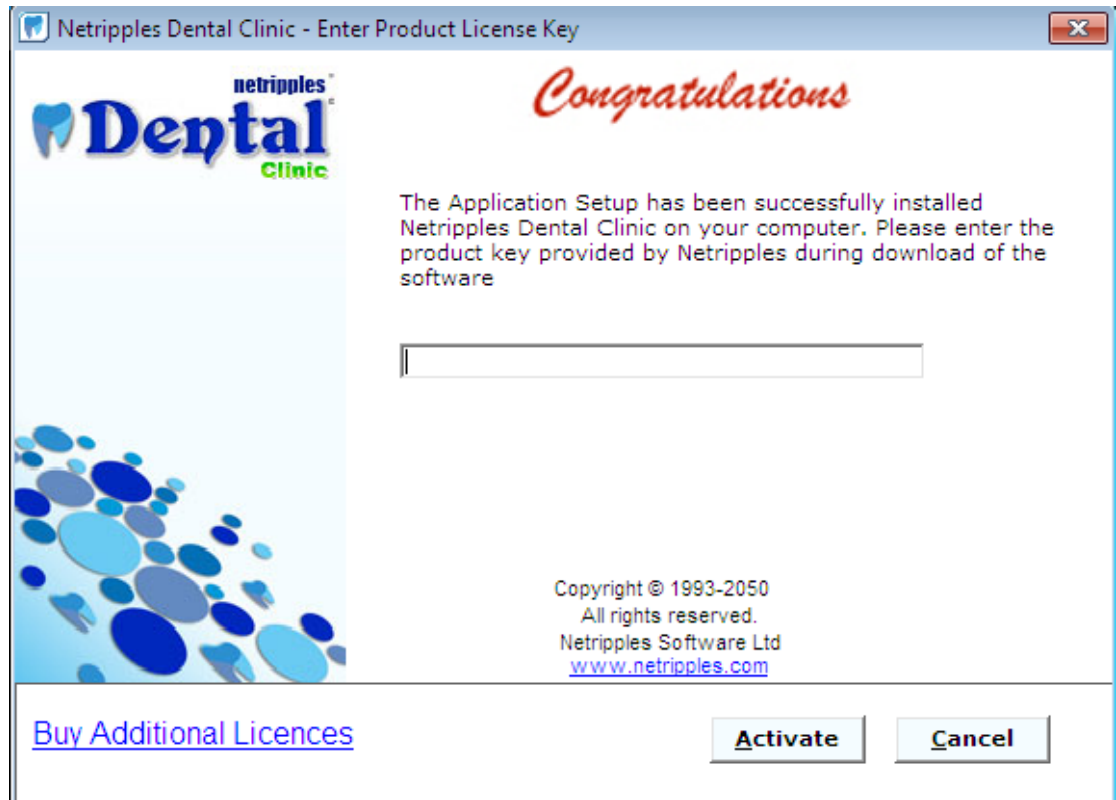 Netripples Dental Clinic - Enter Product License Key
netripples
Dental
Clinic
Congratulations
The Application Setup has been successfully installed
Netripples Dental Clinic on your computer. Please enter the
product key provided by Netripples during download of the
software
Copyright © 1993-2050
All rights reserved.
Netripples Software Ltd
www.netripples.com
Buy Additional Licences
Activate
Cancel